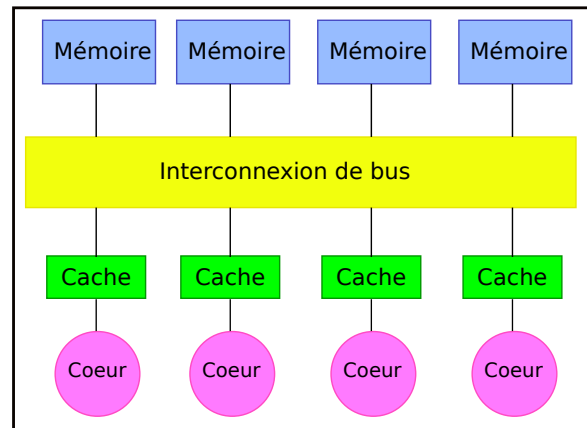 Mémoire Mémoire Mémoire Mémoire
Interconnexion de bus
Cache Cache Cache Cache
Coeur Coeur Coeur Coeur